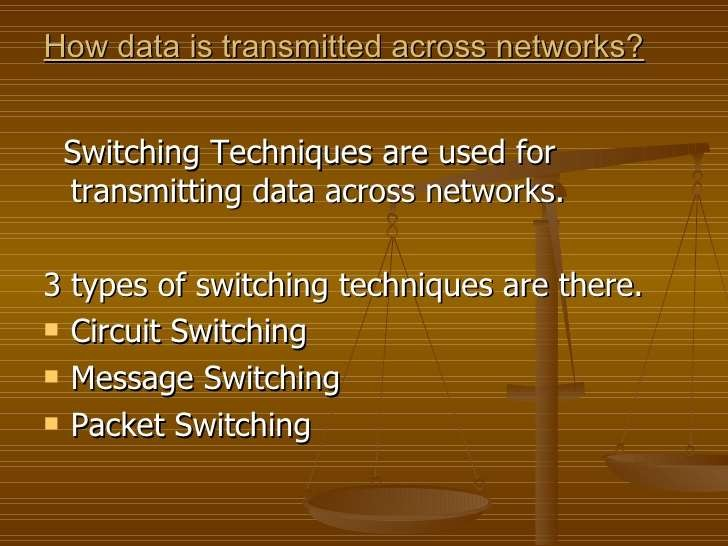 How data is transmitted across networks?
Switching Techniques are used for
transmitting data across networks.
3 types of switching techniques are there.
Circuit Switching
Message Switching
Packet Switching